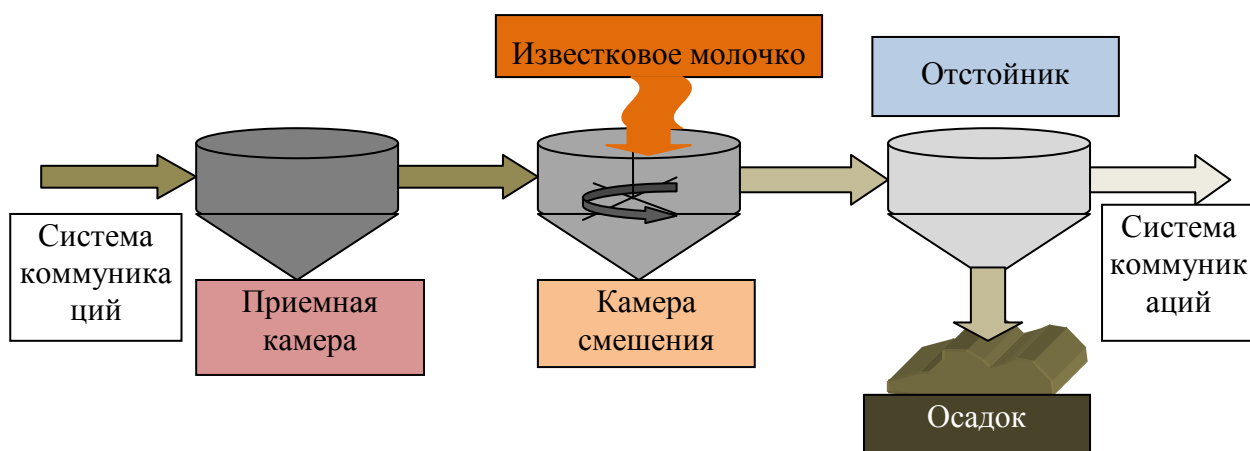 Известковое молочко
Отстойник
Система
коммуника
ций
Приемная
камера
Камера
смешения
Система
коммуник
аций
Осадок